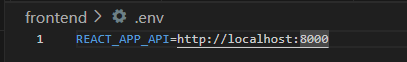 frontend > .env
1 REACT_APP_API=http://localhost:8000